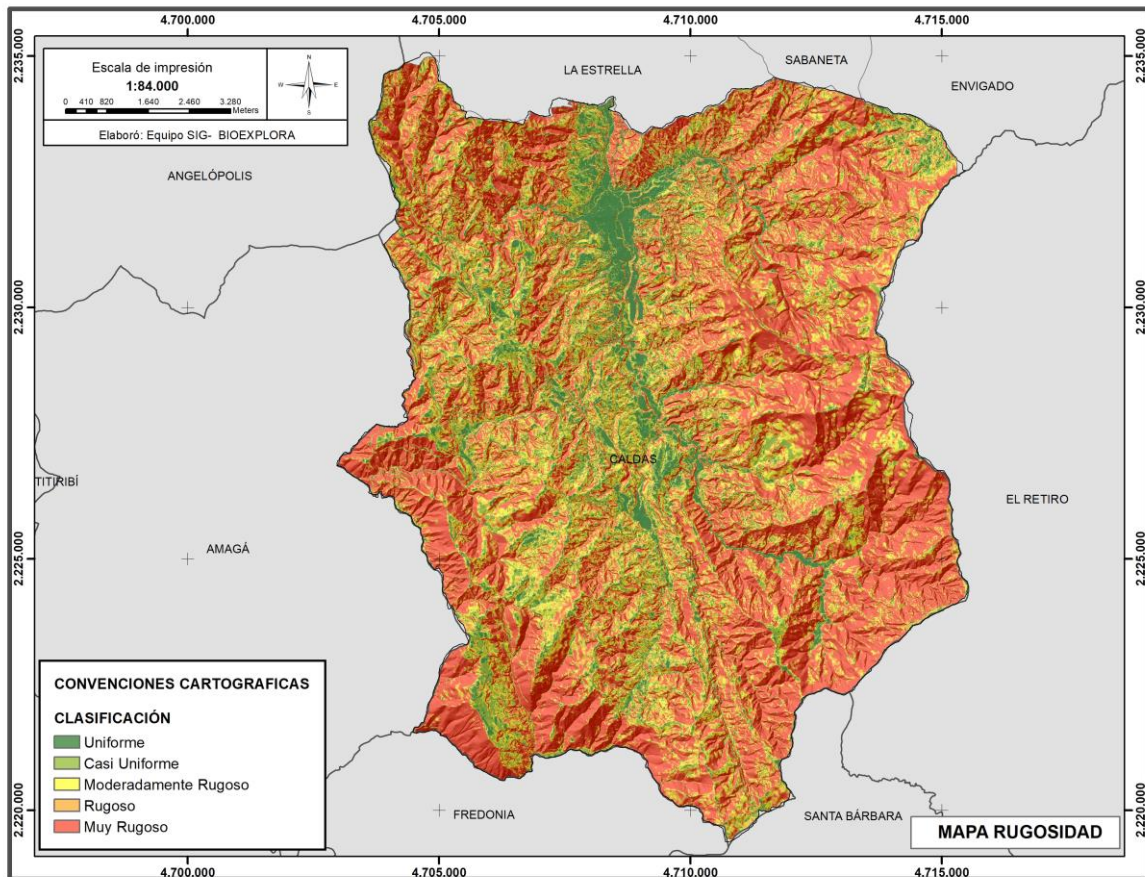 4.700.000 4.705.000 4.710.000 4.715.000
2.235.000 2.235.000
Escala de impresión
1:84.000
0 410 820 1.640 2.460 3.280
Meters
N
W E
S
Elaboró: Equipo SIG- BIOEXPLORA
LA ESTRELLA
SABANETA
ENVIGADO
ANGELÓPOLIS
2.230.000 2.230.000
CALDAS
TITIRIBÍ
EL RETIRO
AMAGÁ
2.225.000 2.225.000
CONVENCIONES CARTOGRAFICAS
CLASIFICACIÓN
Uniforme
Casi Uniforme
Moderadamente Rugoso
Rugoso
Muy Rugoso
2.220.000 2.220.000
FREDONIA
SANTA BÁRBARA
MAPA RUGOSIDAD
4.700.000 4.705.000 4.710.000 4.715.000